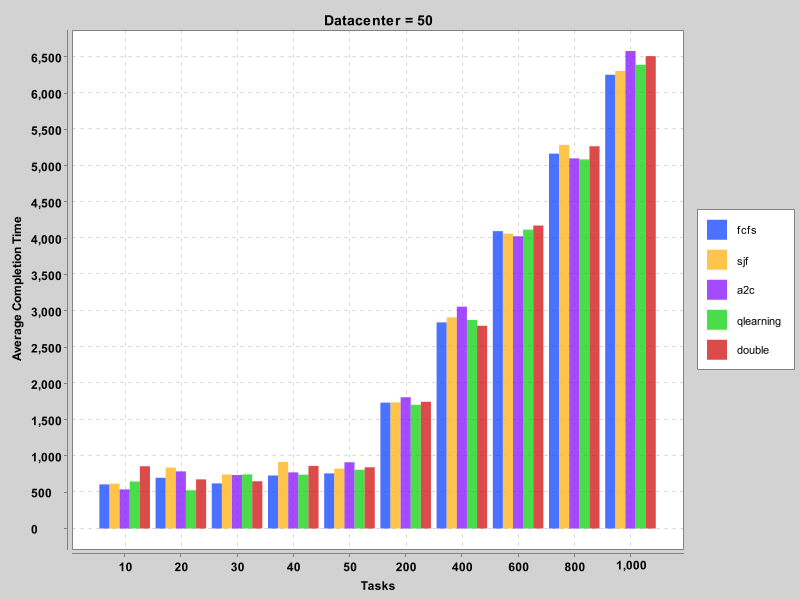 Datacenter = 50
Average Completion Time
6,500
6,000
5,500
5,000
4,500
4,000
3,500
3,000
2,500
2,000
1,500
1,000
500
0
10 20 30 40 50 200 400 600 800 1,000
Tasks
fcfs
sjf
a2c
qlearning
double